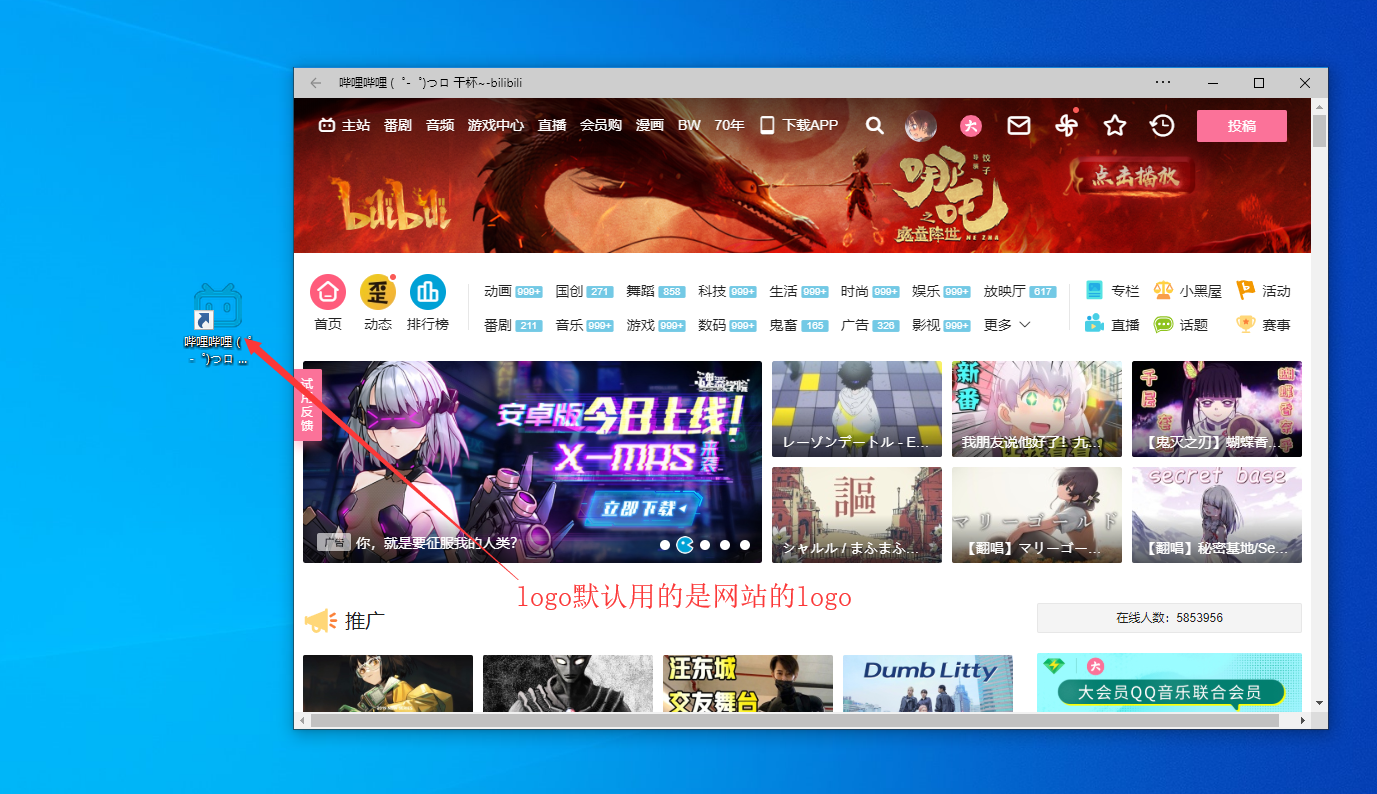 哔哩哔哩 ( ゜- ゜)つロ 干杯~-bilibili
主站 番剧 音频 游戏中心 直播 会员购 漫画 BW 70年 下载APP 大 投稿
bilibili
导演 饺子
哪吒之
魔童降世 NE ZHA
点击播放
首页 歪 动态 排行榜
动画 999+ 国创 271 舞蹈 858 科技 999+ 生活 999+ 时尚 999+ 娱乐 999+ 放映厅 617
番剧 211 音乐 999+ 游戏 999+ 数码 999+ 鬼畜 165 广告 326 影视 999+ 更多
专栏 小黑屋 活动
直播 话题 赛事
哔哩哔哩 ( ゜
- ゜)つロ ...
试用反馈
安卓版今日上线!
X-MAS来袭
立即下载
广告 你，就是要征服我的人类?
レーゾンデートル - E...
新番
我朋友说他好了！九...
【鬼灭之刃】蝴蝶香...
謳
シャルル / まふまふ...
マリーゴールド
【翻唱】マリーゴー...
secret base
【翻唱】秘密基地/Se...
logo默认用的是网站的logo
推广
在线人数：5853956
汪东城
交友舞台
Dumb Litty
大
大会员QQ音乐联合会员